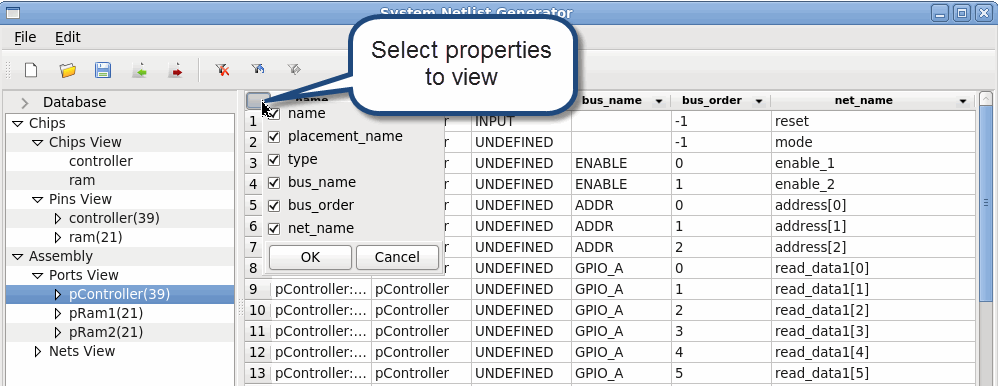 System Netlist Generator
File Edit
Select properties
to view
Database
Chips
Chips View
controller
ram
Pins View
controller(39)
ram(21)
Assembly
Ports View
pController(39)
pRam1(21)
pRam2(21)
Nets View
name bus_name bus_order net_name
name
placement_name
type
bus_name
bus_order
net_name
OK Cancel
1 r INPUT -1 reset
2 UNDEFINED -1 mode
3 r UNDEFINED ENABLE 0 enable_1
4 r UNDEFINED ENABLE 1 enable_2
5 r UNDEFINED ADDR 0 address[0]
6 r UNDEFINED ADDR 1 address[1]
7 r UNDEFINED ADDR 2 address[2]
8 r UNDEFINED GPIO_A 0 read_data1[0]
9 pController:... pController UNDEFINED GPIO_A 1 read_data1[1]
10 pController:... pController UNDEFINED GPIO_A 2 read_data1[2]
11 pController:... pController UNDEFINED GPIO_A 3 read_data1[3]
12 pController:... pController UNDEFINED GPIO_A 4 read_data1[4]
13 pController:... pController UNDEFINED GPIO_A 5 read_data1[5]